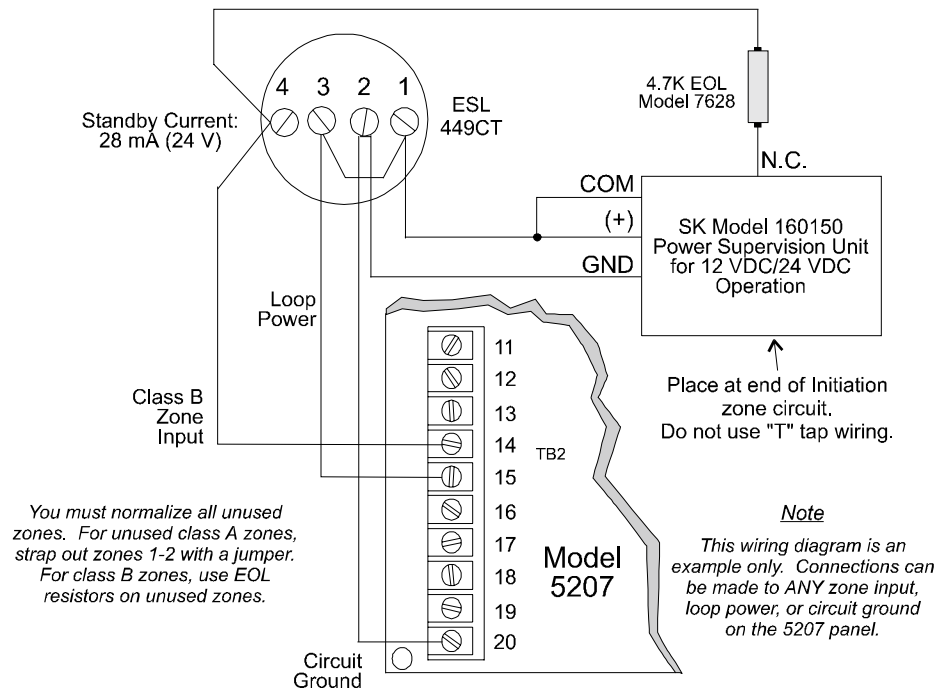 4 3 2 1
ESL
449CT
Standby Current:
28 mA (24 V)
4.7K EOL
Model 7628
N.C.
COM
(+)
GND
SK Model 160150
Power Supervision Unit
for 12 VDC/24 VDC
Operation
Loop
Power
Class B
Zone
Input
11
12
13
14
15
16
17
18
19
20
TB2
Model
5207
Place at end of Initiation
zone circuit.
Do not use "T" tap wiring.
You must normalize all unused
zones. For unused class A zones,
strap out zones 1-2 with a jumper.
For class B zones, use EOL
resistors on unused zones.
Note
This wiring diagram is an
example only. Connections can
be made to ANY zone input,
loop power, or circuit ground
on the 5207 panel.
Circuit
Ground